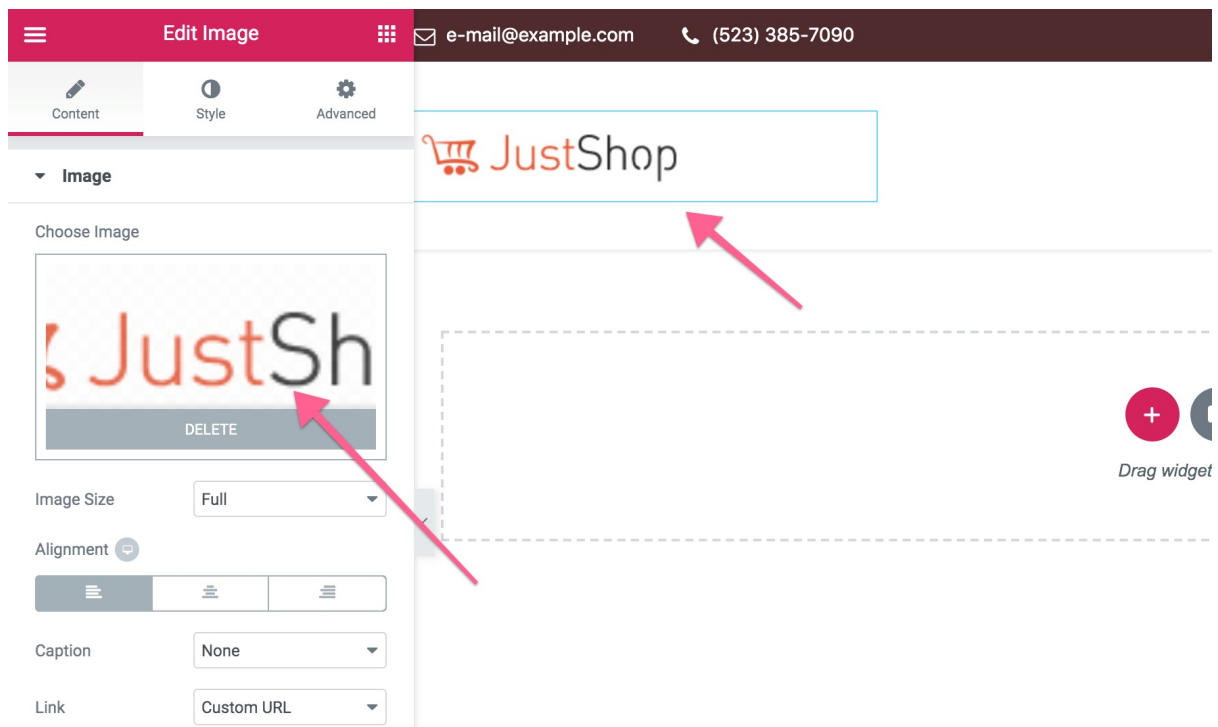 Edit Image
e-mail@example.com
(523) 385-7090
Content
Style
Advanced
JustShop
Image
Choose Image
JustSh
DELETE
Drag widget
Image Size
Full
Alignment
Caption
None
Link
Custom URL